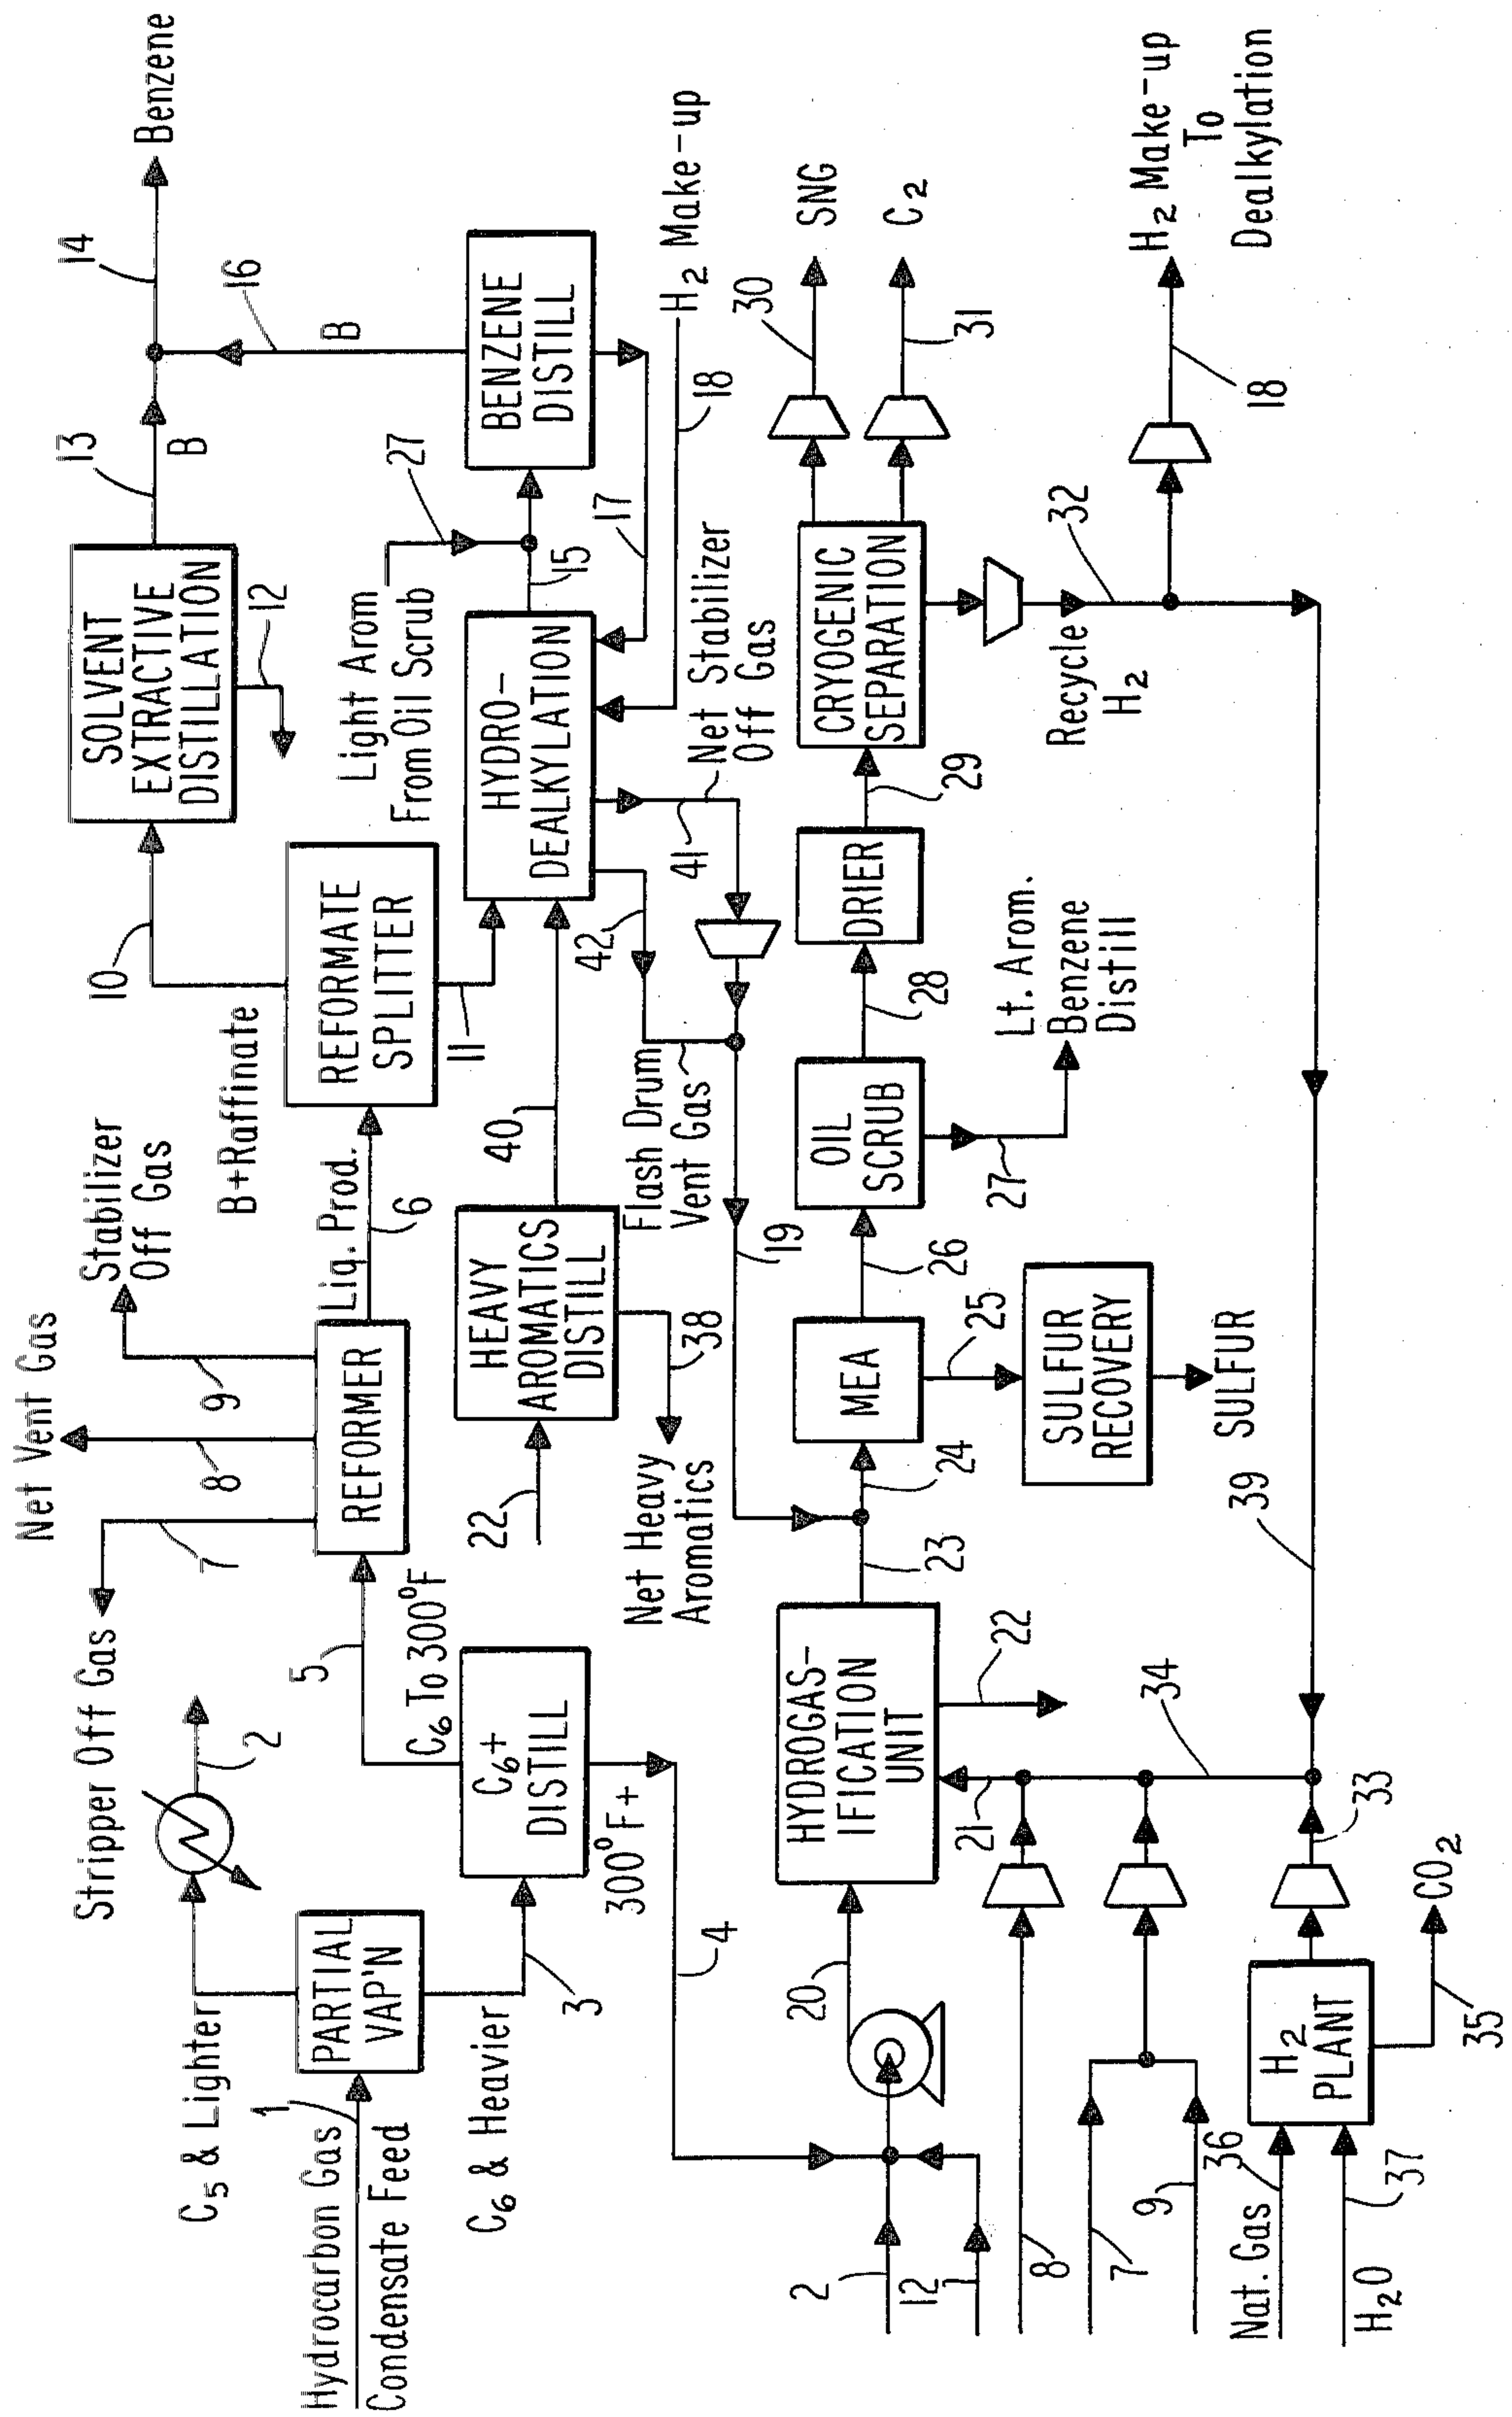 Hydrocarbon Gas
Condensate Feed
1
PARTIAL
VAP'N
C5 & Lighter
2
C6 & Heavier
3
C6+
DISTILL
300°F+
4
C6 To 300°F
5
REFORMER
Stripper Off Gas
7
Net Vent Gas
8
Stabilizer
Off Gas
9
Liq. Prod.
6
REFORMATE
SPLITTER
B+Raffinate
10
11
SOLVENT
EXTRACTIVE
DISTILLATION
12
13
B
14
Benzene
16
B
22
HEAVY
AROMATICS
DISTILL
38
Net Heavy
Aromatics
40
HYDRO-
DEALKYLATION
Light Arom
From Oil Scrub
27
15
BENZENE
DISTILL
17
H2 Make-up
18
41
Net Stabilizer
Off Gas
42
Flash Drum
Vent Gas
19
2
12
20
HYDROGAS-
IFICATION
UNIT
21
22
23
24
MEA
25
SULFUR
RECOVERY
SULFUR
26
OIL
SCRUB
27
Lt. Arom.
Benzene
Distill
28
DRIER
29
CRYOGENIC
SEPARATION
30
SNG
31
C2
Recycle
H2
32
18
H2 Make-up
To
Dealkylation
8
7
9
34
39
33
Nat. Gas
36
H2O
37
H2
PLANT
35
CO2